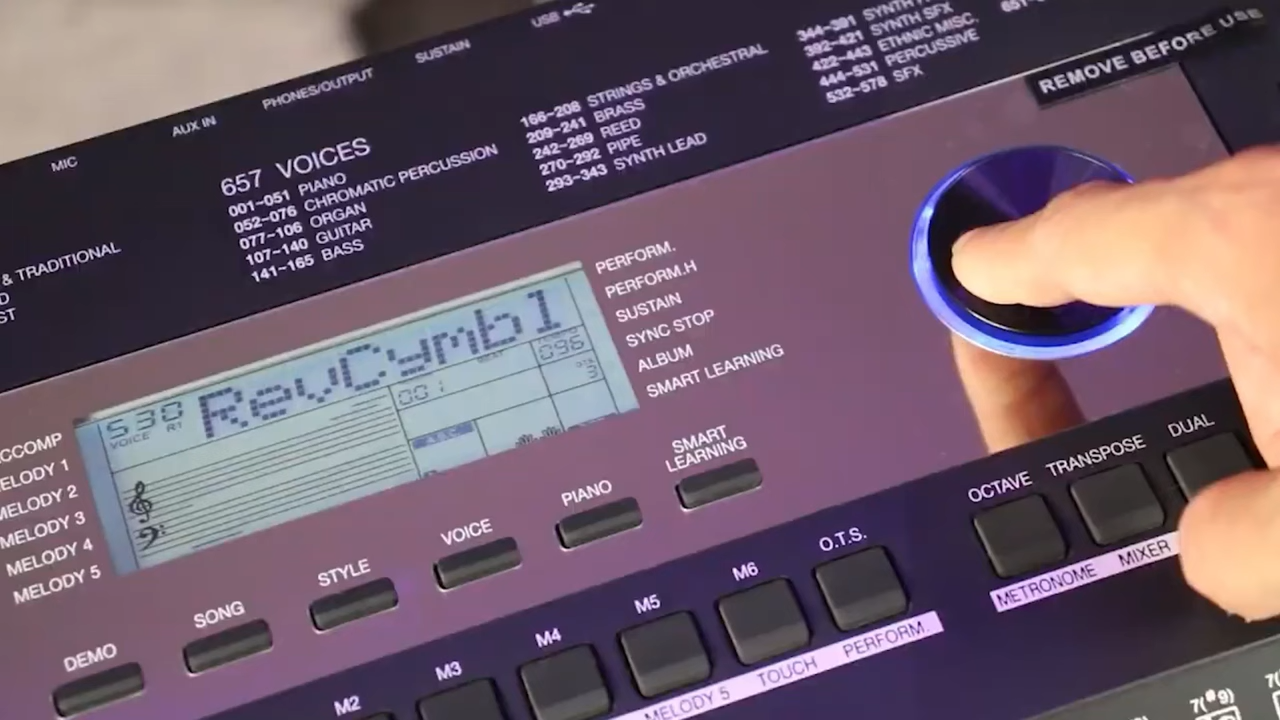 USB
SUSTAIN
PHONES/OUTPUT
AUX IN
MIC
657 VOICES
001-051 PIANO
052-076 CHROMATIC PERCUSSION
077-106 ORGAN
107-140 GUITAR
141-165 BASS
166-208 STRINGS & ORCHESTRAL
209-241 BRASS
242-269 REED
270-292 PIPE
293-343 SYNTH LEAD
344-391 SYNTH
392-421 SYNTH SFX
422-443 ETHNIC MISC.
444-531 PERCUSSIVE
532-578 SFX
REMOVE BEFORE USE
& TRADITIONAL
PERFORM.
PERFORM.H
SUSTAIN
SYNC STOP
ALBUM
SMART LEARNING
530 RevCymbl
VOICE R1
001
096
3
ACCOMP
MELODY 1
MELODY 2
MELODY 3
MELODY 4
MELODY 5
DEMO
SONG
STYLE
VOICE
PIANO
SMART
LEARNING
M2
M3
M4
M5
M6
O.T.S.
MELODY 5 TOUCH PERFORM.
OCTAVE TRANSPOSE DUAL
METRONOME MIXER
7(#9)